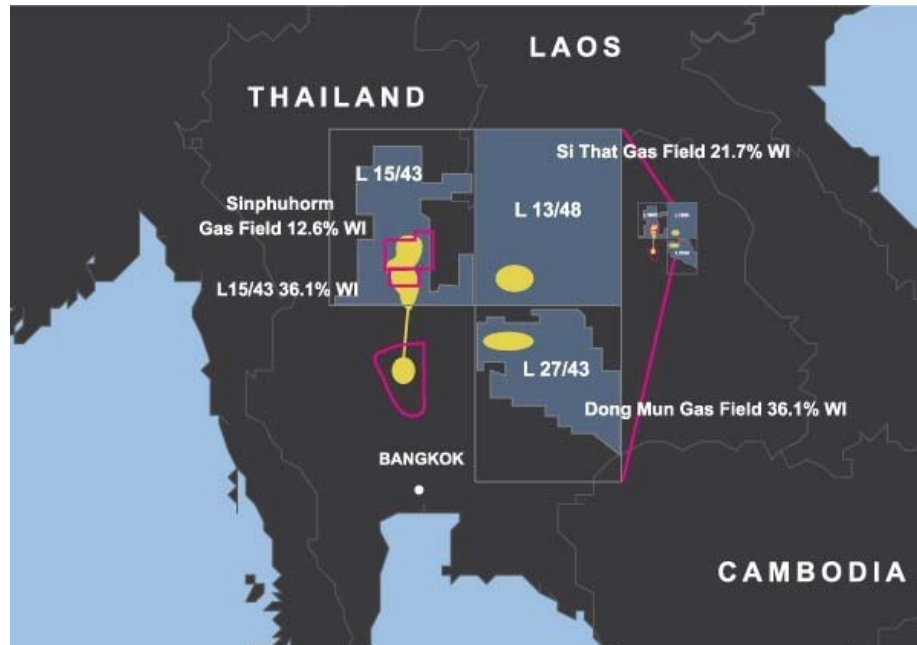 LAOS
THAILAND
Si That Gas Field 21.7% WI
L 15/43
Sinphuhorm
Gas Field 12.6% WI
L 13/48
L15/43 36.1% WI
L 27/43
Dong Mun Gas Field 36.1% WI
BANGKOK
CAMBODIA